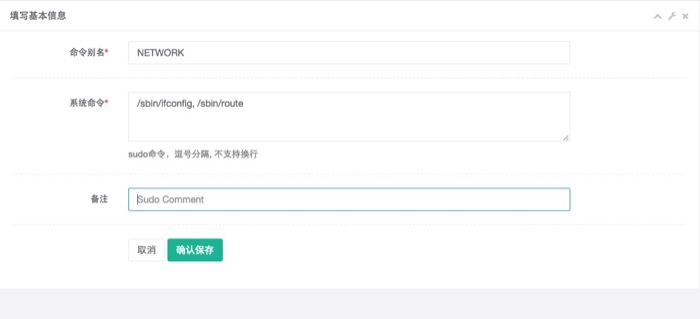 填写基本信息
命令别名*
NETWORK
系统命令*
/sbin/ifconfig, /sbin/route
sudo命令，逗号分隔, 不支持换行
备注
Sudo Comment
取消
确认保存